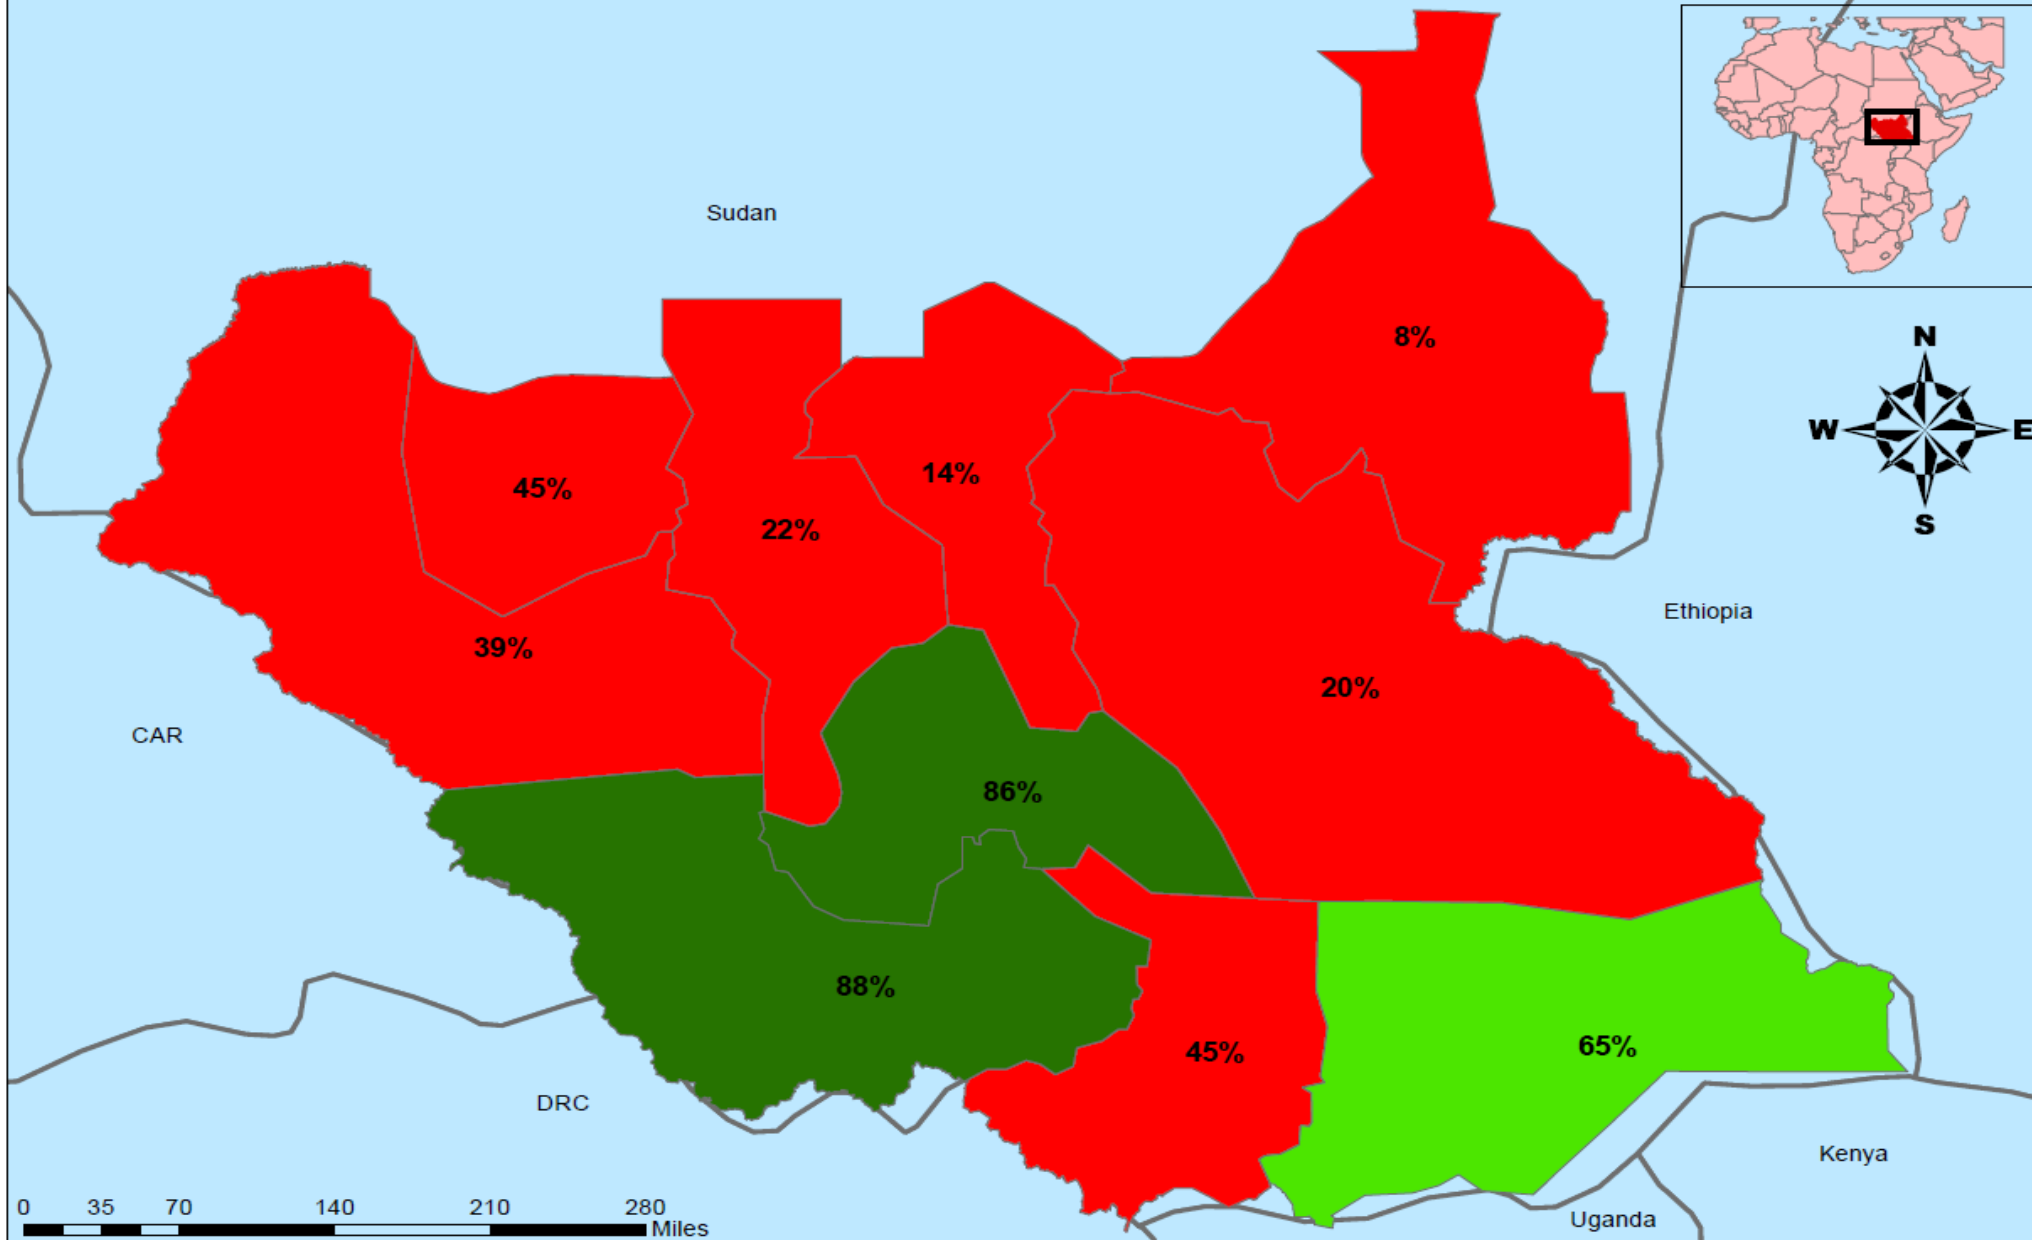 Sudan
N
W
E
S
8%
45%
14%
22%
Ethiopia
39%
20%
CAR
86%
88%
65%
45%
DRC
Kenya
0 35 70 140 210 280
Miles
Uganda